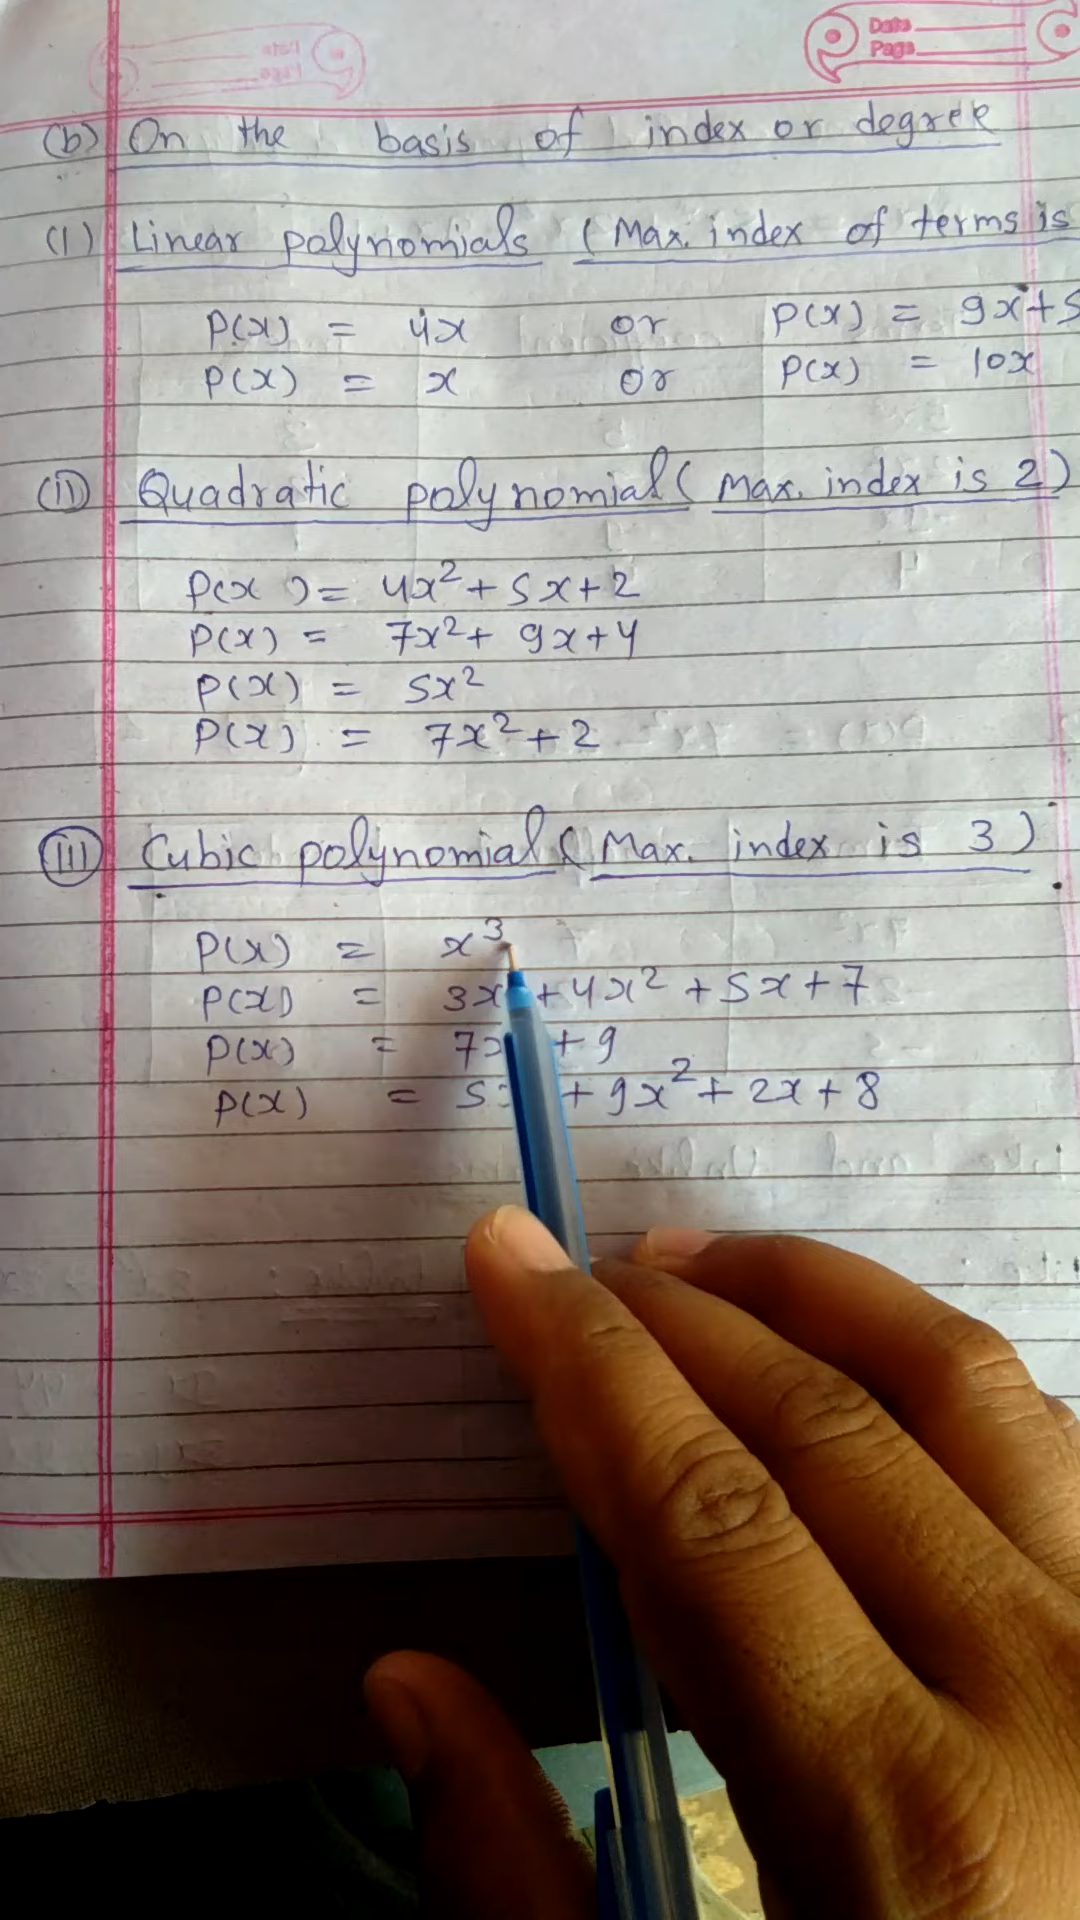 Date
Page
(b) On the basis of index or degree
(i) Linear polynomials (Max. index of terms is
P(x) = 4x or P(x) = 9x+5
P(x) = x or P(x) = 10x
(ii) Quadratic polynomial (Max. index is 2)
P(x) = 4x²+5x+2
P(x) = 7x²+9x+4
P(x) = 5x²
P(x) = 7x²+2
(iii) Cubic polynomial (Max. index is 3)
P(x) = x³
P(x) = 3x +4x²+5x+7
P(x) = 7x +9
P(x) = 5x +9x²+2x+8